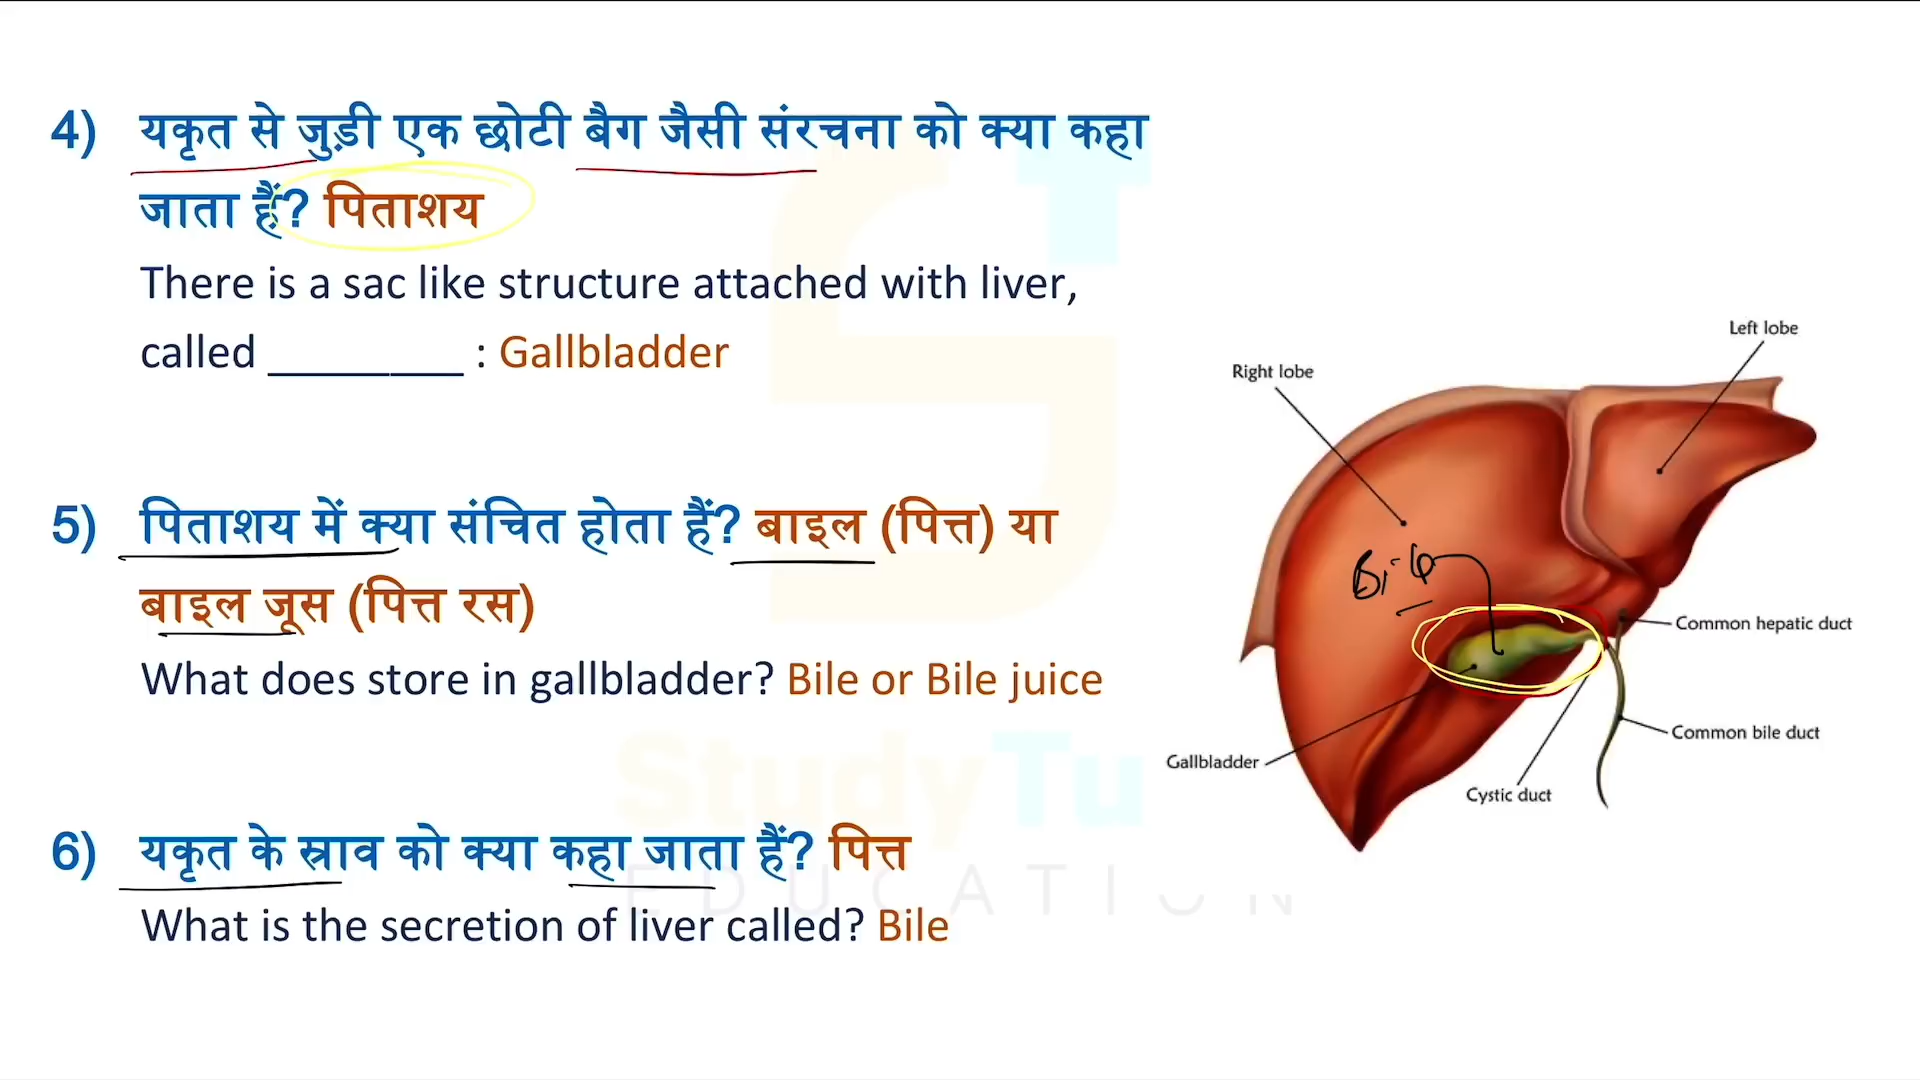 4) यकृत से जुड़ी एक छोटी बैग जैसी संरचना को क्या कहा
जाता हैं? पिताशय
There is a sac like structure attached with liver,
called ________ : Gallbladder
5) पिताशय में क्या संचित होता हैं? बाइल (पित्त) या
बाइल जूस (पित्त रस)
What does store in gallbladder? Bile or Bile juice
6) यकृत के स्राव को क्या कहा जाता हैं? पित्त
What is the secretion of liver called? Bile
Left lobe
Right lobe
Common hepatic duct
Common bile duct
Gallbladder
Cystic duct
StudyTu
EDUCATION